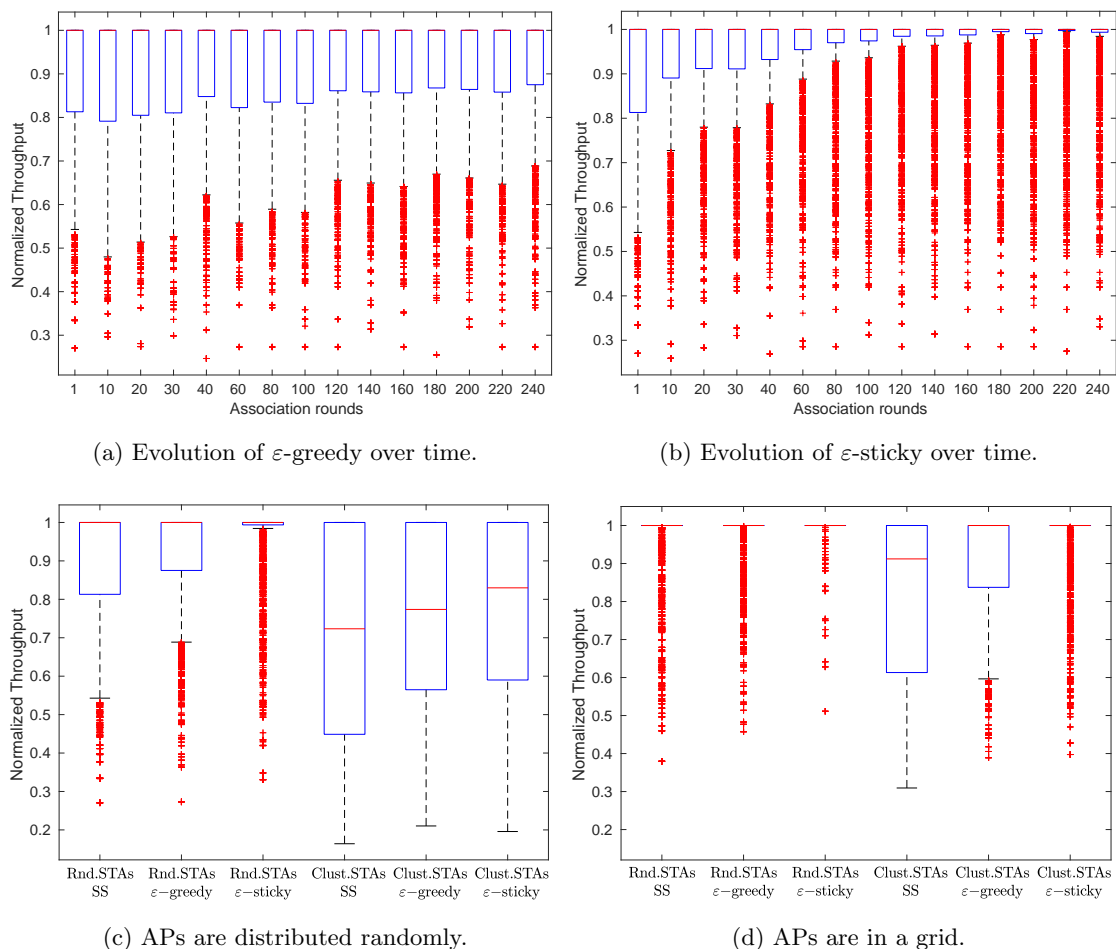 1
0.9
0.8
0.7
0.6
0.5
0.4
0.3
Normalized Throughput
1 10 20 30 40 60 80 100 120 140 160 180 200 220 240
Association rounds
(a) Evolution of ε-greedy over time.
1
0.9
0.8
0.7
0.6
0.5
0.4
0.3
Normalized Throughput
1 10 20 30 40 60 80 100 120 140 160 180 200 220 240
Association rounds
(b) Evolution of ε-sticky over time.
1
0.9
0.8
0.7
0.6
0.5
0.4
0.3
0.2
Normalized Throughput
Rnd.STAs Rnd.STAs Rnd.STAs Clust.STAs Clust.STAs Clust.STAs
SS ε−greedy ε−sticky SS ε−greedy ε−sticky
(c) APs are distributed randomly.
1
0.9
0.8
0.7
0.6
0.5
0.4
0.3
0.2
Normalized Throughput
Rnd.STAs Rnd.STAs Rnd.STAs Clust.STAs Clust.STAs Clust.STAs
SS ε−greedy ε−sticky SS ε−greedy ε−sticky
(d) APs are in a grid.